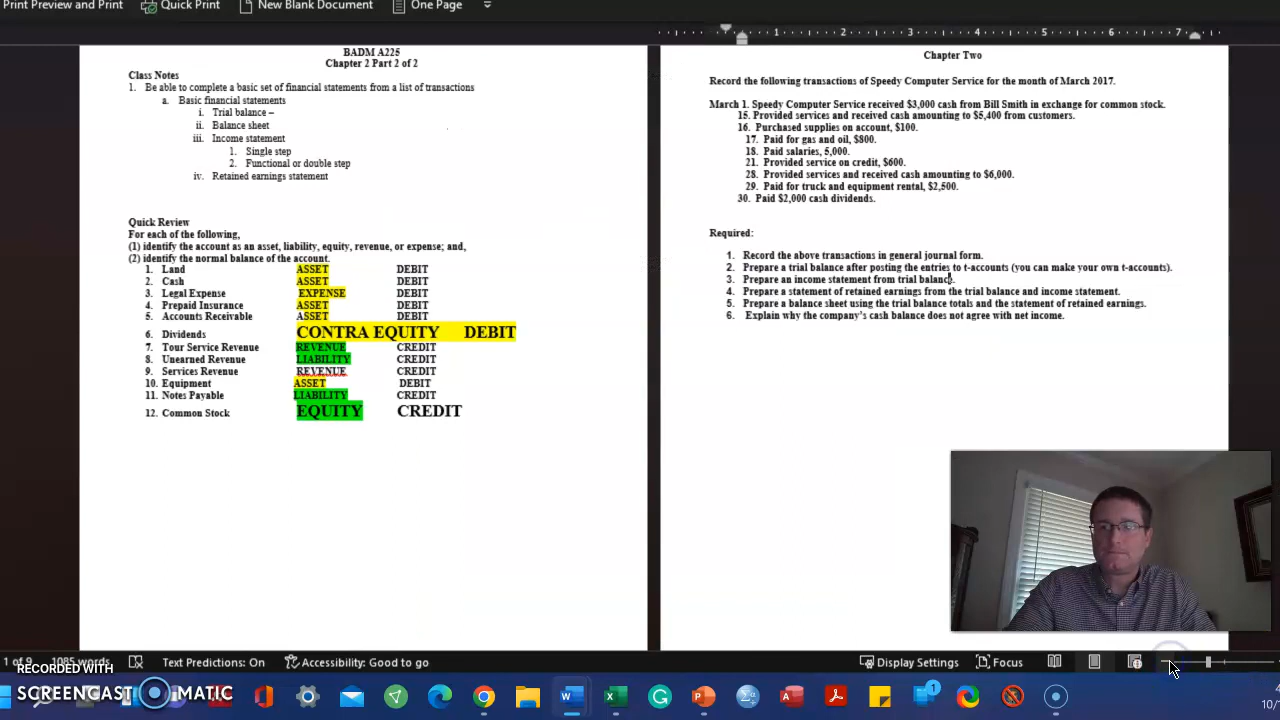 Preview and Print
Quick Print
New Blank Document
One Page
1
2
3
4
5
6
7
BADM A225
Chapter 2 Part 2 of 2
Class Notes
1. Be able to complete a basic set of financial statements from a list of transactions
a. Basic financial statements
i. Trial balance –
ii. Balance sheet
iii. Income statement
1. Single step
2. Functional or double step
iv. Retained earnings statement
Quick Review
For each of the following,
(1) identify the account as an asset, liability, equity, revenue, or expense; and,
(2) identify the normal balance of the account.
1. Land ASSET DEBIT
2. Cash ASSET DEBIT
3. Legal Expense EXPENSE DEBIT
4. Prepaid Insurance ASSET DEBIT
5. Accounts Receivable ASSET DEBIT
6. Dividends CONTRA EQUITY DEBIT
7. Tour Service Revenue REVENUE CREDIT
8. Unearned Revenue LIABILITY CREDIT
9. Services Revenue REVENUE CREDIT
10. Equipment ASSET DEBIT
11. Notes Payable LIABILITY CREDIT
12. Common Stock EQUITY CREDIT
Chapter Two
Record the following transactions of Speedy Computer Service for the month of March 2017.
March 1. Speedy Computer Service received $3,000 cash from Bill Smith in exchange for common stock.
15. Provided services and received cash amounting to $5,400 from customers.
16. Purchased supplies on account, $100.
17. Paid for gas and oil, $800.
18. Paid salaries, 5,000.
21. Provided service on credit, $600.
28. Provided services and received cash amounting to $6,000.
29. Paid for truck and equipment rental, $2,500.
30. Paid $2,000 cash dividends.
Required:
1. Record the above transactions in general journal form.
2. Prepare a trial balance after posting the entries to t-accounts (you can make your own t-accounts).
3. Prepare an income statement from trial balance.
4. Prepare a statement of retained earnings from the trial balance and income statement.
5. Prepare a balance sheet using the trial balance totals and the statement of retained earnings.
6. Explain why the company's cash balance does not agree with net income.
1 of 9
1085 words
Text Predictions: On
Accessibility: Good to go
Display Settings
Focus
RECORDED WITH
SCREENCAST MATIC
1
10/